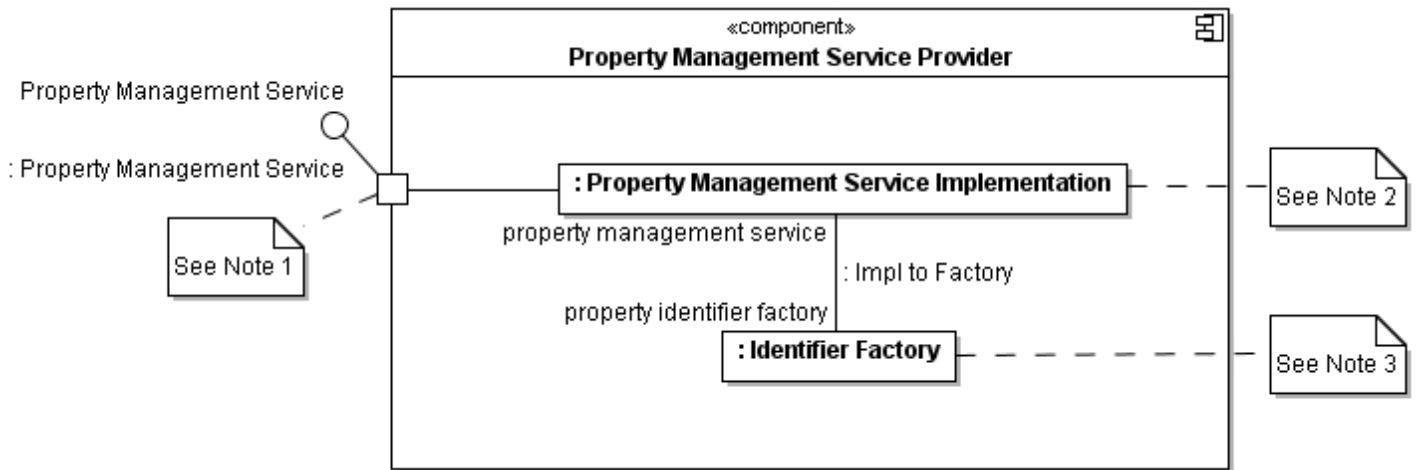 «component»
Property Management Service Provider
Property Management Service
: Property Management Service
: Property Management Service Implementation
See Note 2
property management service
See Note 1
: Impl to Factory
property identifier factory
: Identifier Factory
See Note 3